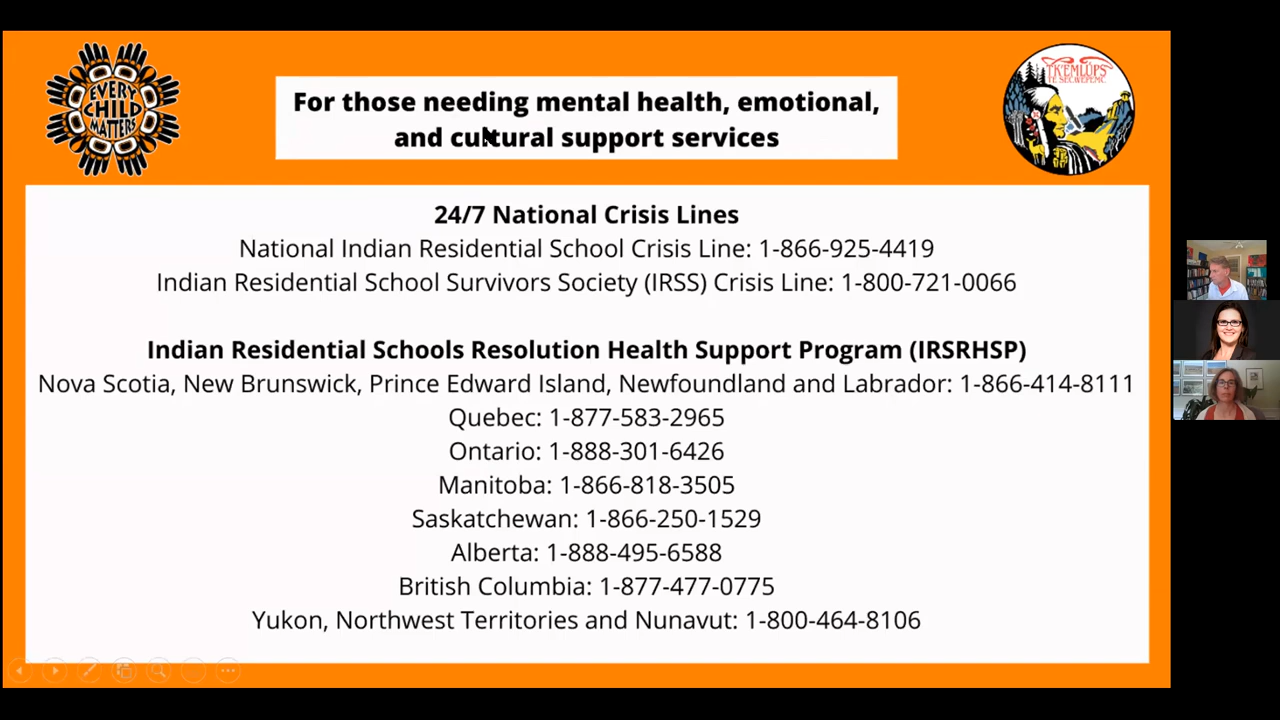 EVERY
CHILD
MATTERS
For those needing mental health, emotional,
and cultural support services
TK'EMLÚPS
TE SECWÉPEMC
24/7 National Crisis Lines
National Indian Residential School Crisis Line: 1-866-925-4419
Indian Residential School Survivors Society (IRSS) Crisis Line: 1-800-721-0066
Indian Residential Schools Resolution Health Support Program (IRSRHSP)
Nova Scotia, New Brunswick, Prince Edward Island, Newfoundland and Labrador: 1-866-414-8111
Quebec: 1-877-583-2965
Ontario: 1-888-301-6426
Manitoba: 1-866-818-3505
Saskatchewan: 1-866-250-1529
Alberta: 1-888-495-6588
British Columbia: 1-877-477-0775
Yukon, Northwest Territories and Nunavut: 1-800-464-8106